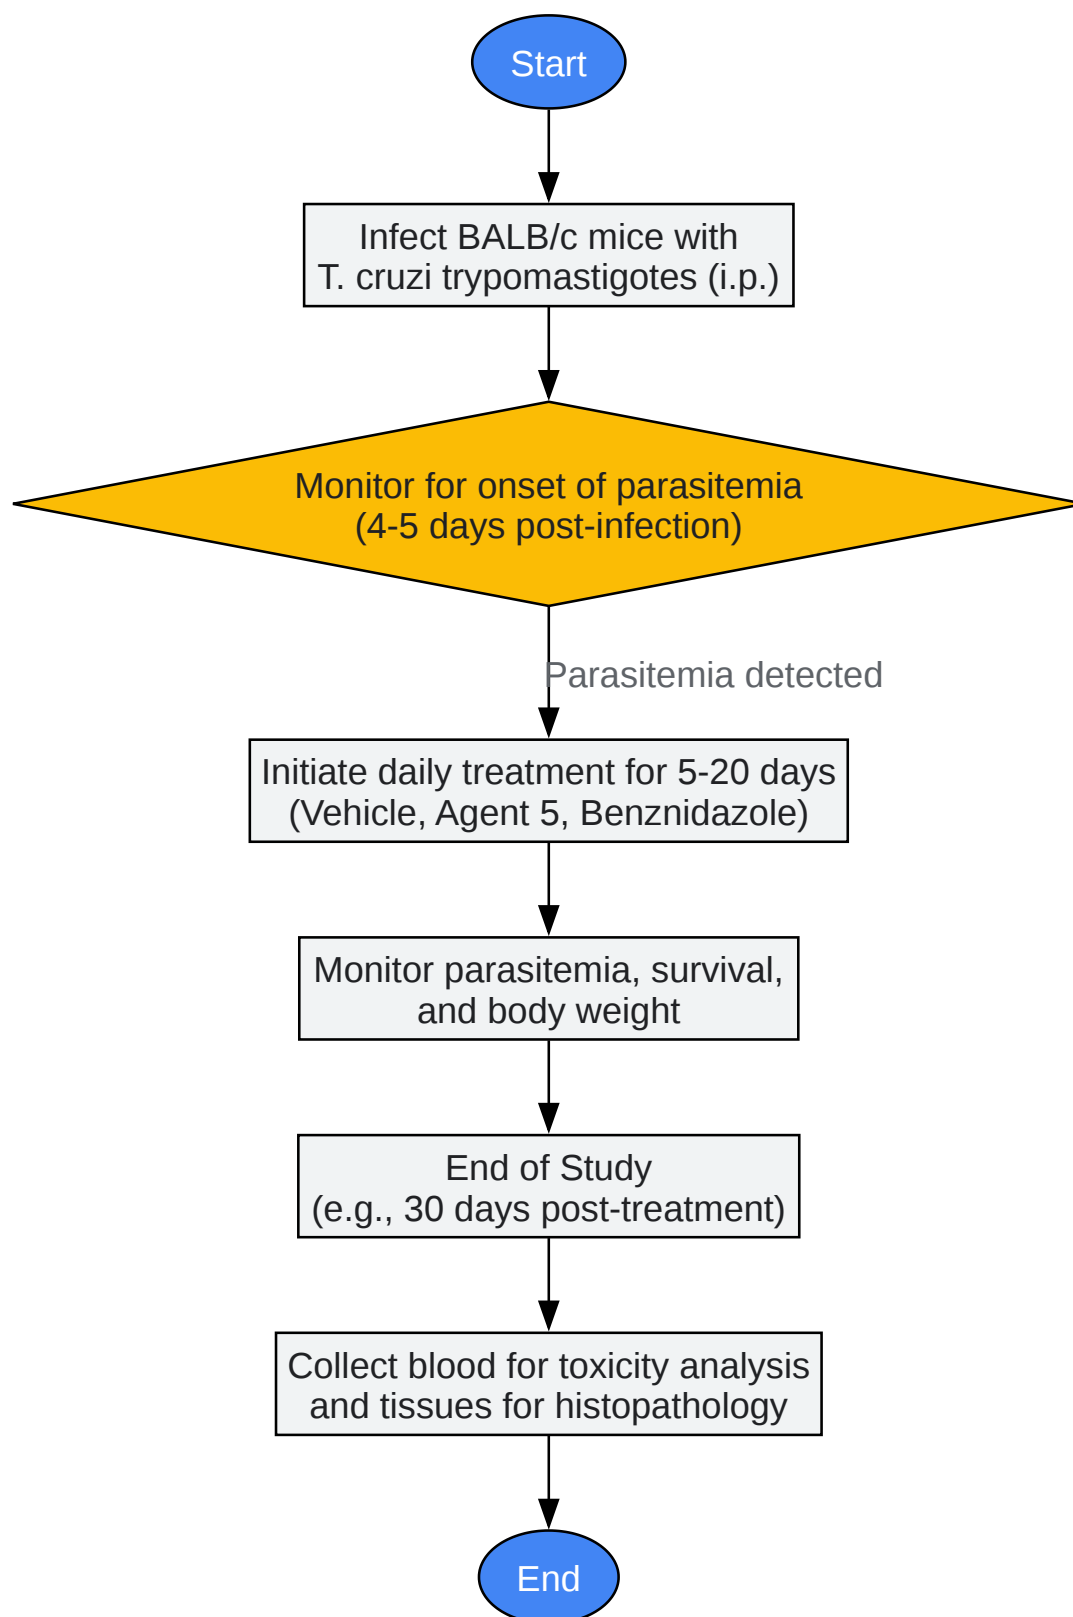 Start
Infect BALB/c mice with
T. cruzi trypomastigotes (i.p.)
Monitor for onset of parasitemia
(4-5 days post-infection)
Parasitemia detected
Initiate daily treatment for 5-20 days
(Vehicle, Agent 5, Benznidazole)
Monitor parasitemia, survival,
and body weight
End of Study
(e.g., 30 days post-treatment)
Collect blood for toxicity analysis
and tissues for histopathology
End